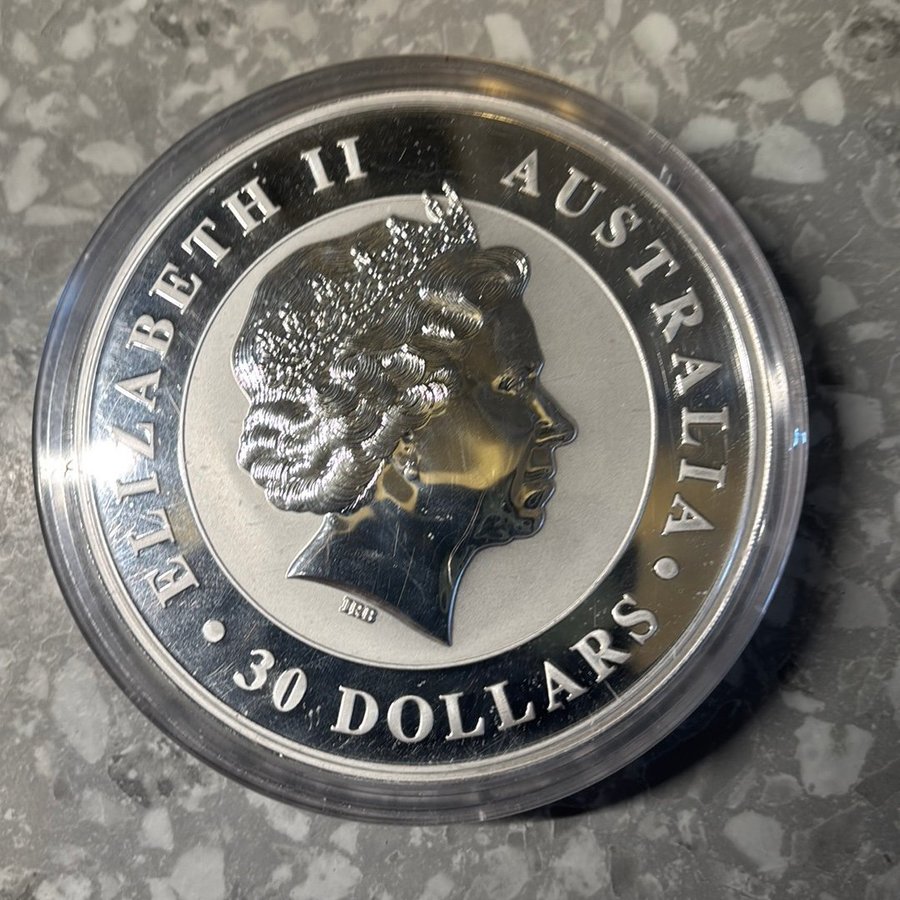 ELIZABETH II
AUSTRALIA
30 DOLLARS
IRB